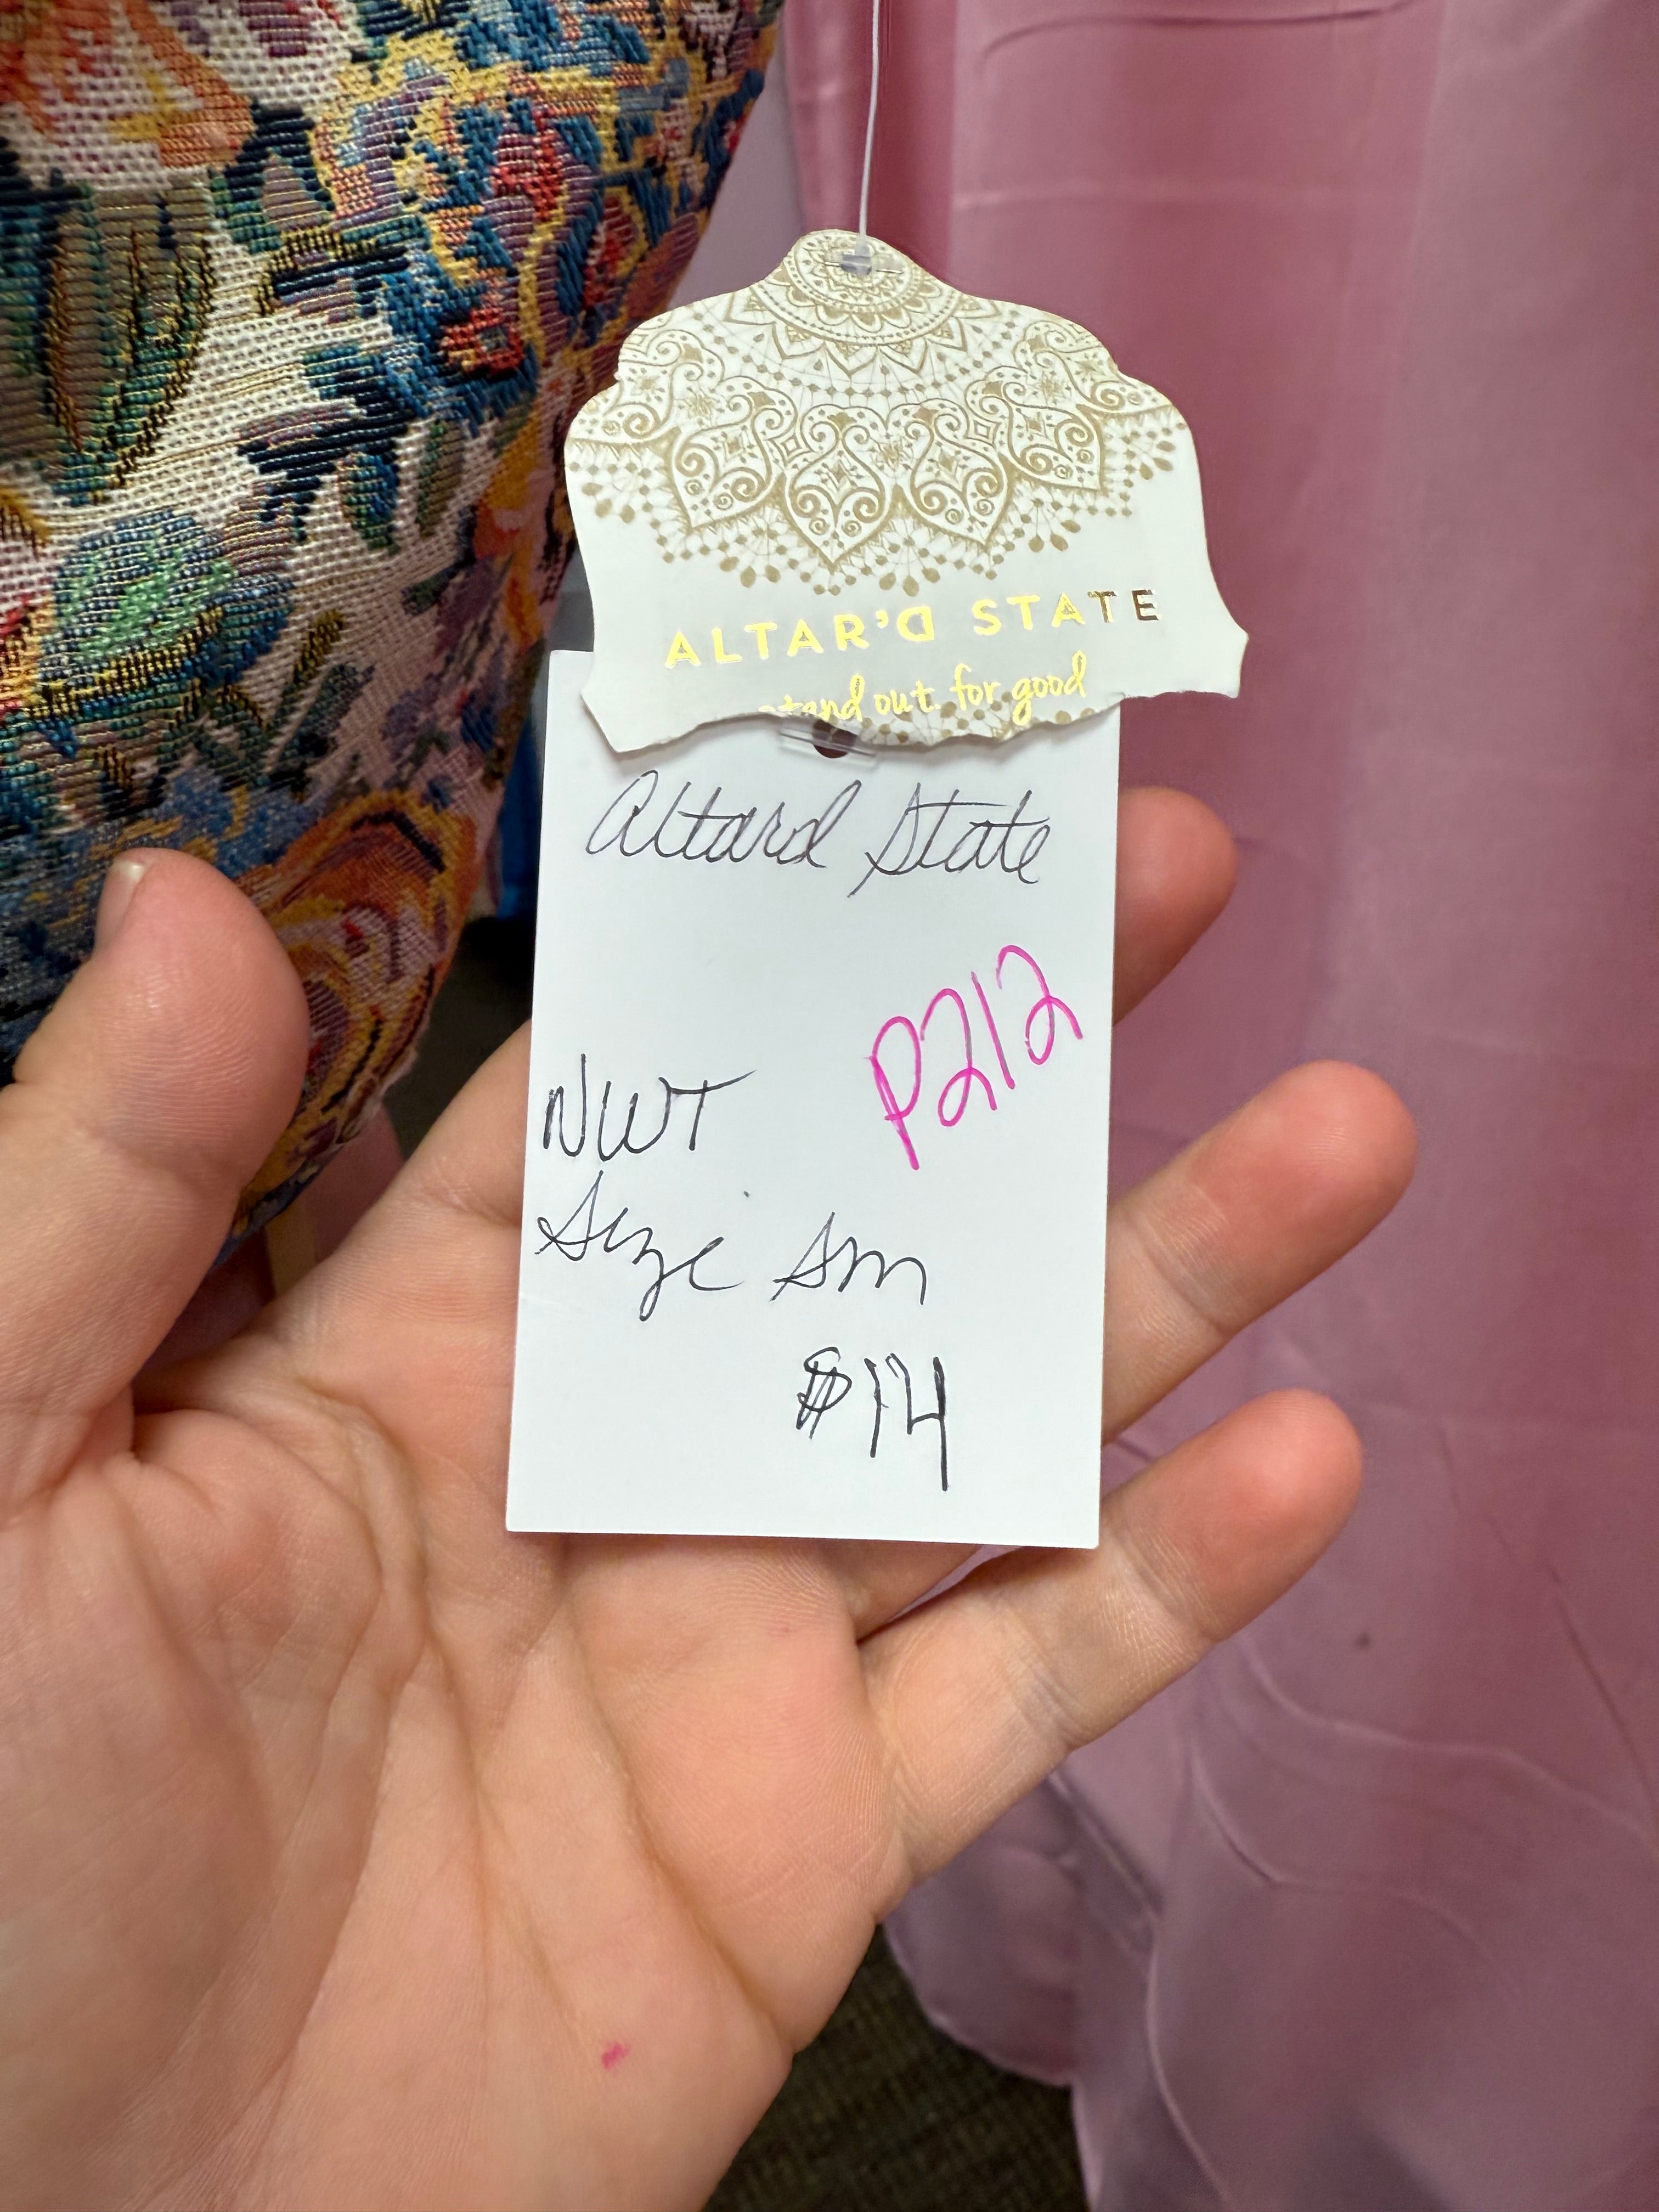 ALTAR'D STATE
stand out. for good
Altard State
P212
NWT
Size Sm
$14